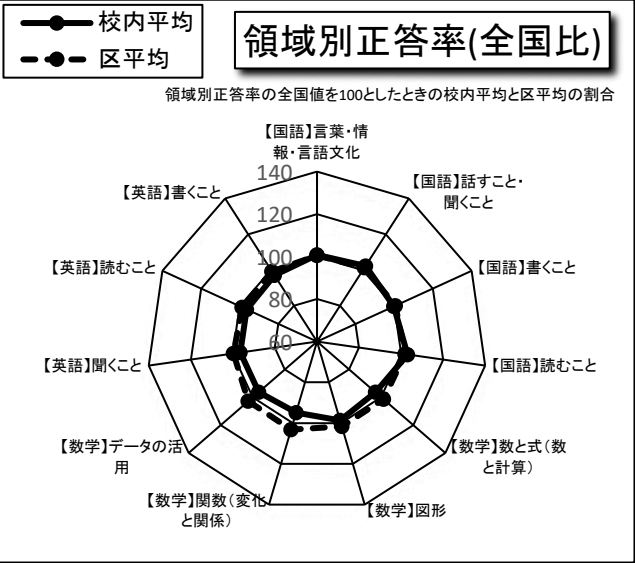 校内平均
区平均
領域別正答率(全国比)
領域別正答率の全国値を100としたときの校内平均と区平均の割合
【国語】言葉・情
報・言語文化
【国語】話すこと・
聞くこと
【国語】書くこと
【国語】読むこと
【数学】数と式（数
と計算）
【数学】図形
【数学】関数（変化
と関係）
【数学】データの活
用
【英語】聞くこと
【英語】読むこと
【英語】書くこと
140
120
100
80
60